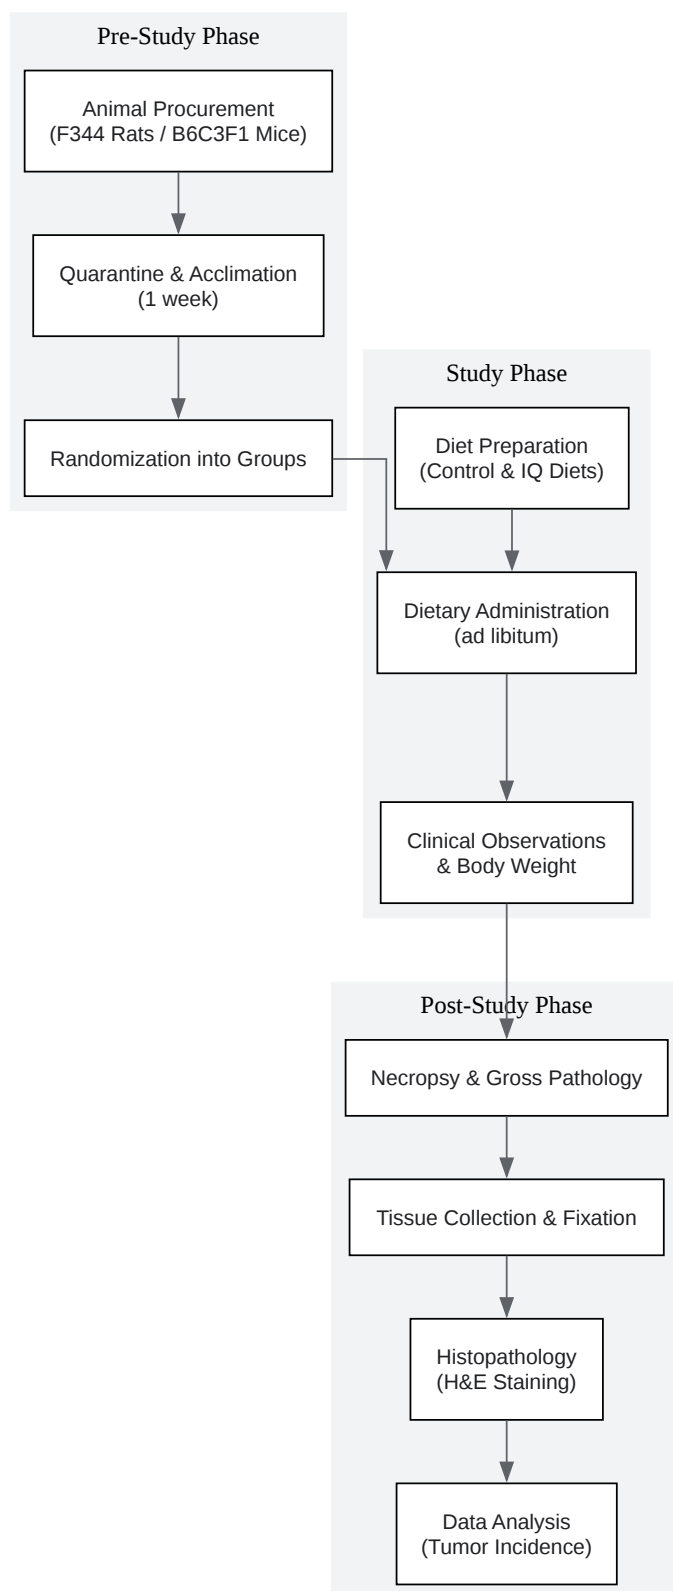 Pre-Study Phase
Animal Procurement
(F344 Rats / B6C3F1 Mice)
Quarantine & Acclimation
(1 week)
Randomization into Groups
Study Phase
Diet Preparation
(Control & IQ Diets)
Dietary Administration
(ad libitum)
Clinical Observations
& Body Weight
Post-Study Phase
Necropsy & Gross Pathology
Tissue Collection & Fixation
Histopathology
(H&E Staining)
Data Analysis
(Tumor Incidence)